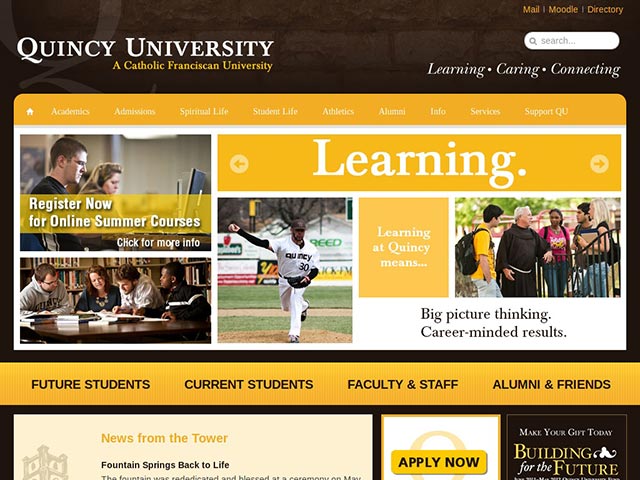 Mail | Moodle | Directory
QUINCY UNIVERSITY
A Catholic Franciscan University
search...
Learning • Caring • Connecting
Academics Admissions Spiritual Life Student Life Athletics Alumni Info Services Support QU
Register Now
for Online Summer Courses
Click for more info
Learning.
REED
QUINCY
30
Learning
at Quincy
means...
Big picture thinking.
Career-minded results.
FUTURE STUDENTS CURRENT STUDENTS FACULTY & STAFF ALUMNI & FRIENDS
News from the Tower
Fountain Springs Back to Life
The fountain was rededicated and blessed at a ceremony on May
APPLY NOW
MAKE YOUR GIFT TODAY
BUILDING
for the FUTURE